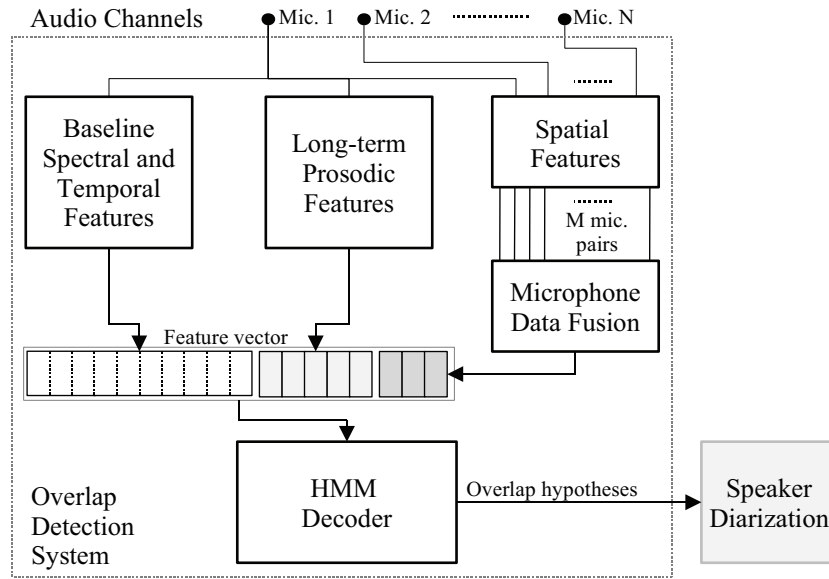 Audio Channels
Mic. 1
Mic. 2
Mic. N
Baseline
Spectral and
Temporal
Features
Long-term
Prosodic
Features
Spatial
Features
M mic.
pairs
Microphone
Data Fusion
Feature vector
HMM
Decoder
Overlap hypotheses
Speaker
Diarization
Overlap
Detection
System